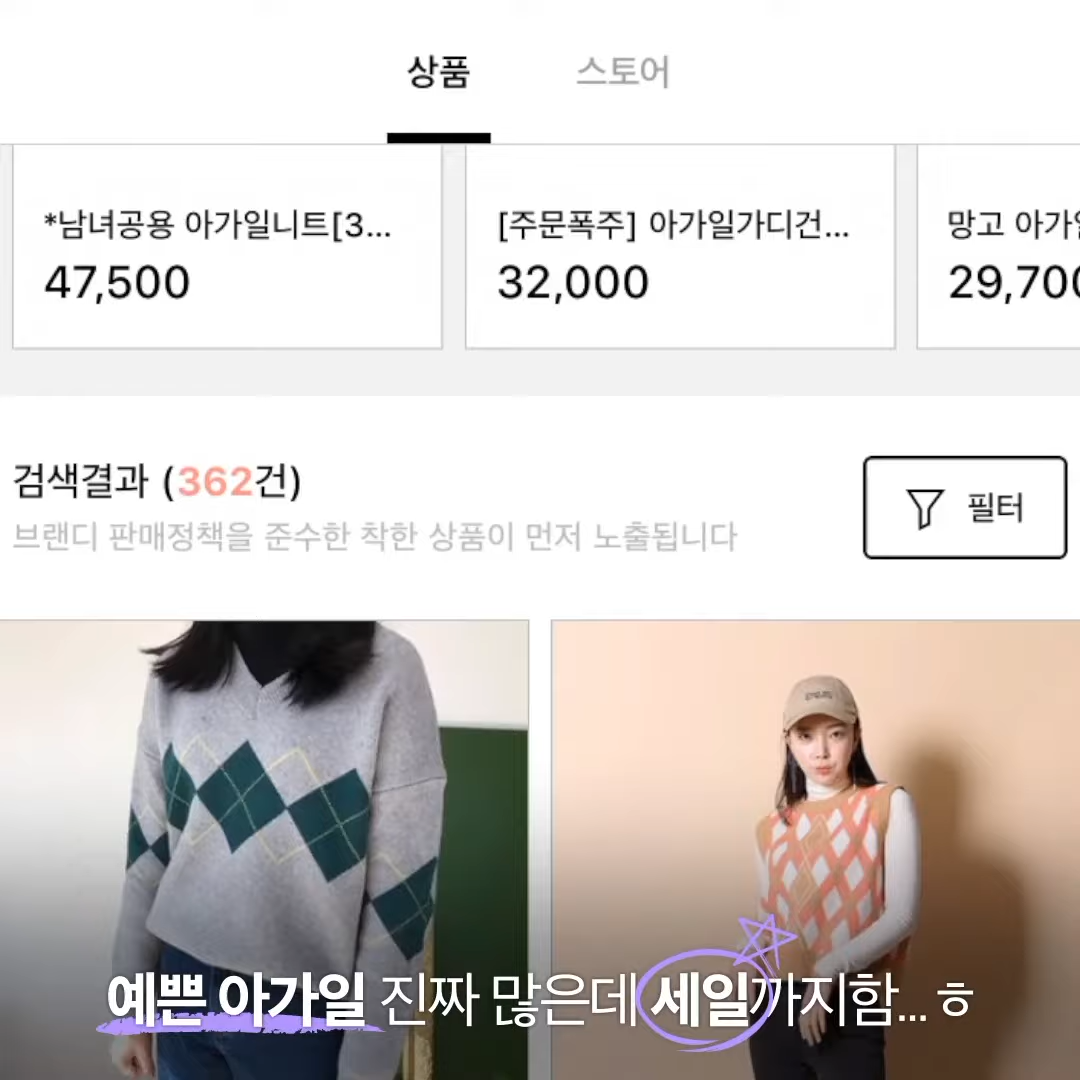 상품 스토어
*남녀공용 아가일니트[3... [주문폭주] 아가일가디건... 망고 아가일
47,500 32,000 29,700
검색결과 (362건)
필터
브랜디 판매정책을 준수한 착한 상품이 먼저 노출됩니다
예쁜 아가일 진짜 많은데 세일까지함... ㅎ